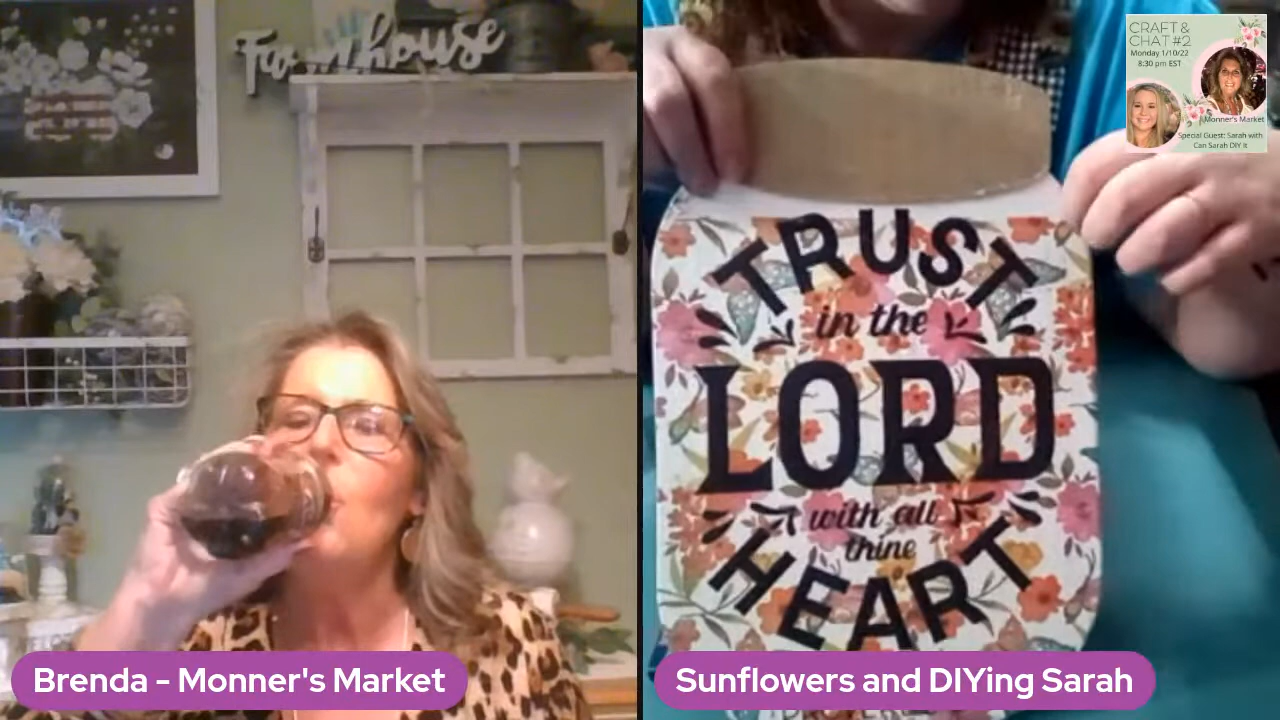 Farmhouse
TRUST
in the
LORD
with all
thine
HEART
CRAFT &
CHAT #2
Monday 1/10/22
8:30 pm EST
Monner's Market
Special Guest: Sarah with
Can Sarah DIY It
Brenda - Monner's Market
Sunflowers and DIYing Sarah